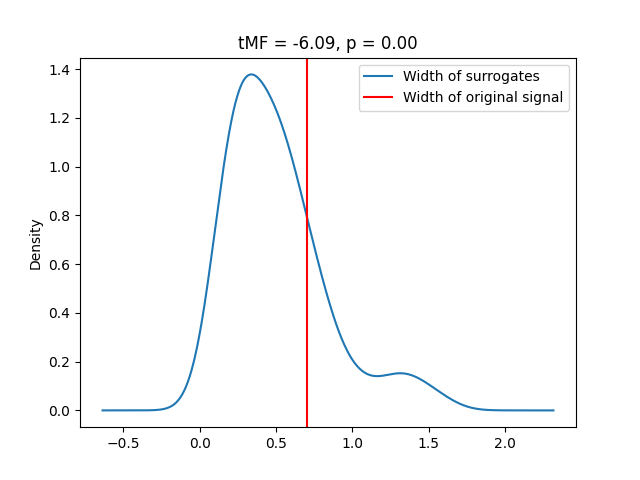 tMF = -6.09, p = 0.00
Width of surrogates
Width of original signal
Density
1.4
1.2
1.0
0.8
0.6
0.4
0.2
0.0
−0.5 0.0 0.5 1.0 1.5 2.0